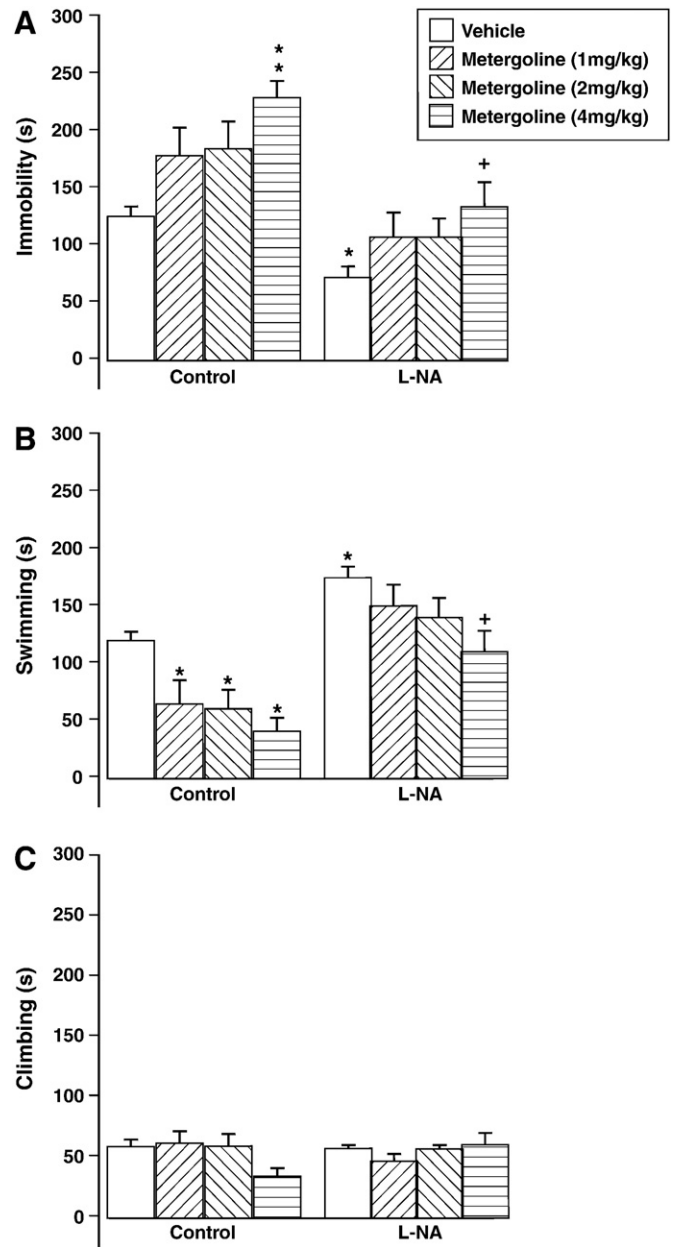 A
300
250
200
150
100
50
0
Immobility (s)
**
*
+
Control
L-NA
Vehicle
Metergoline (1mg/kg)
Metergoline (2mg/kg)
Metergoline (4mg/kg)
B
300
250
200
150
100
50
0
Swimming (s)
*
*
*
*
+
Control
L-NA
C
300
250
200
150
100
50
0
Climbing (s)
Control
L-NA